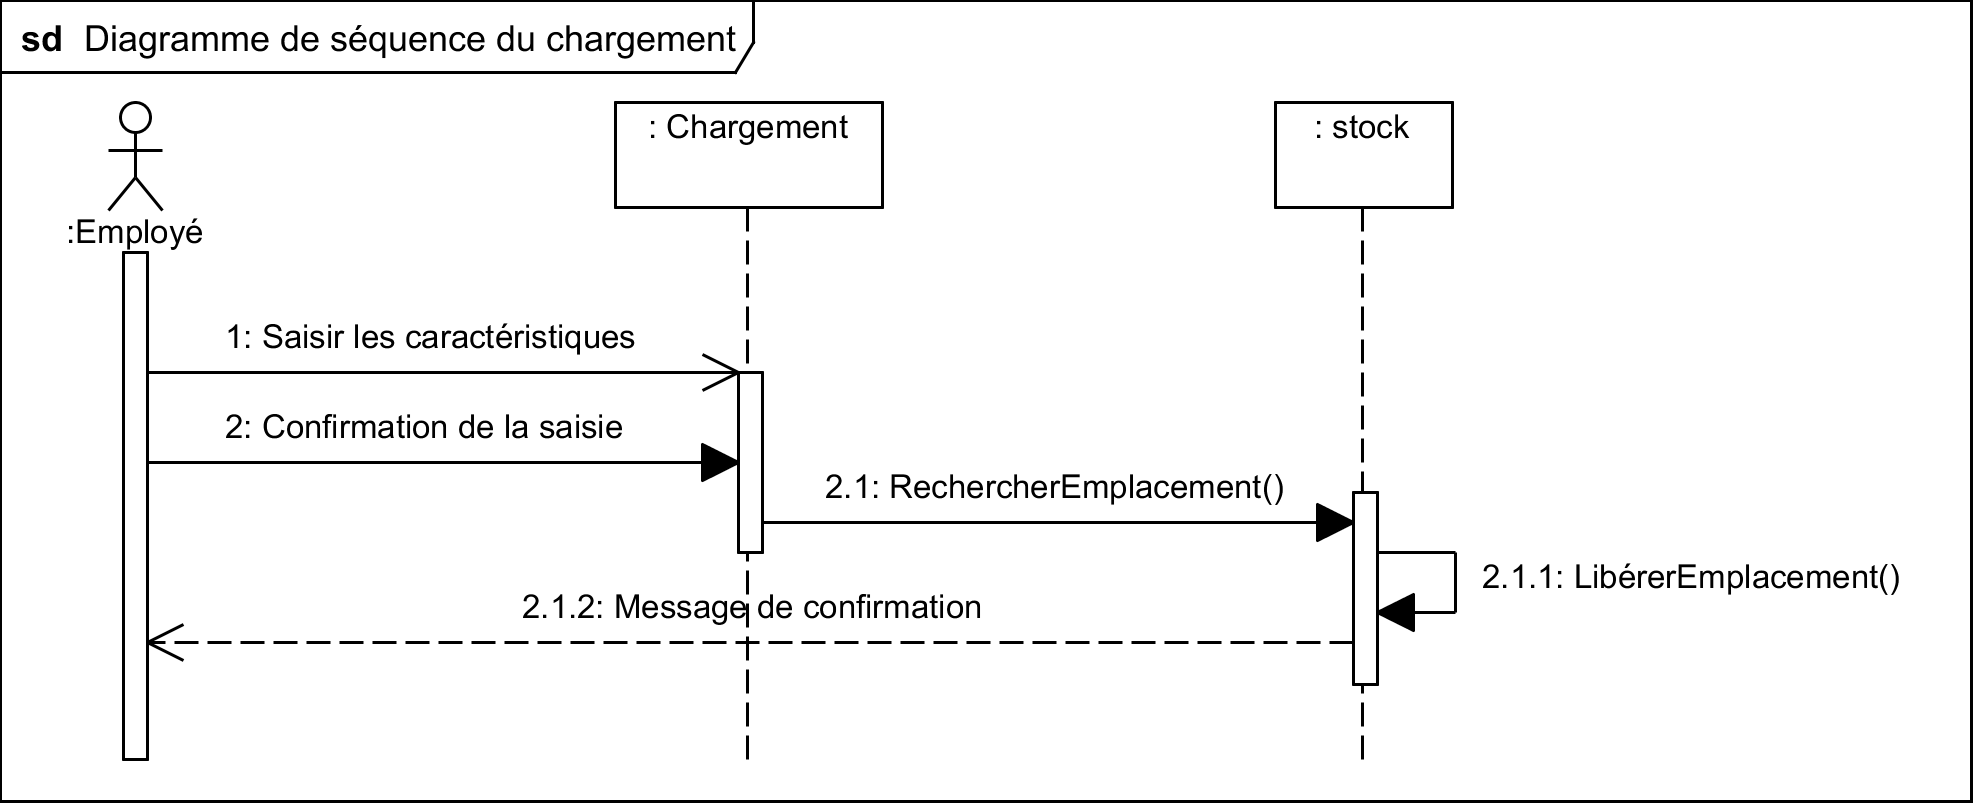 sd Diagramme de séquence du chargement
: Chargement
: stock
:Employé
1: Saisir les caractéristiques
2: Confirmation de la saisie
2.1: RechercherEmplacement()
2.1.1: LibérerEmplacement()
2.1.2: Message de confirmation